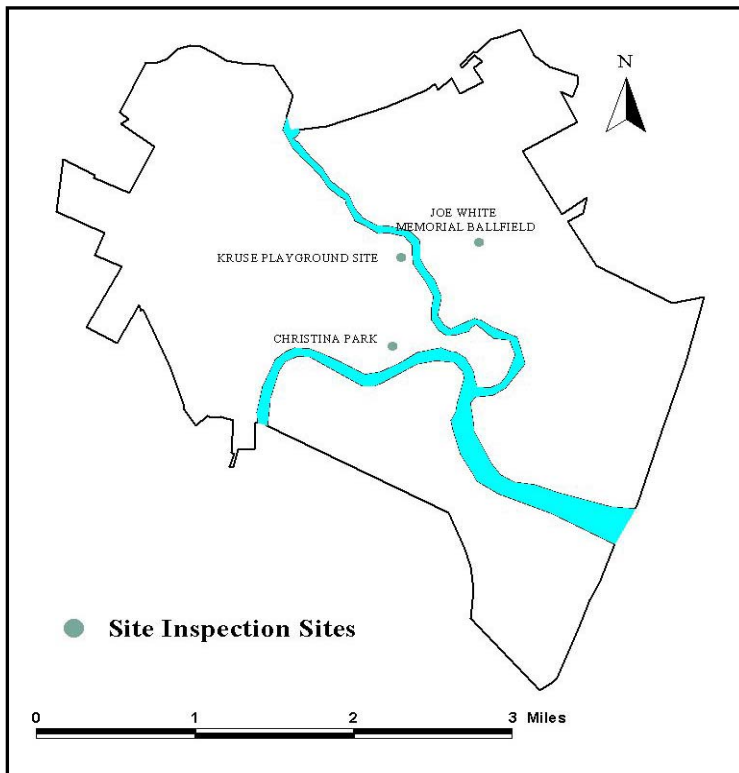 N
JOE WHITE
MEMORIAL BALLFIELD
KRUSE PLAYGROUND SITE
CHRISTINA PARK
Site Inspection Sites
0 1 2 3 Miles